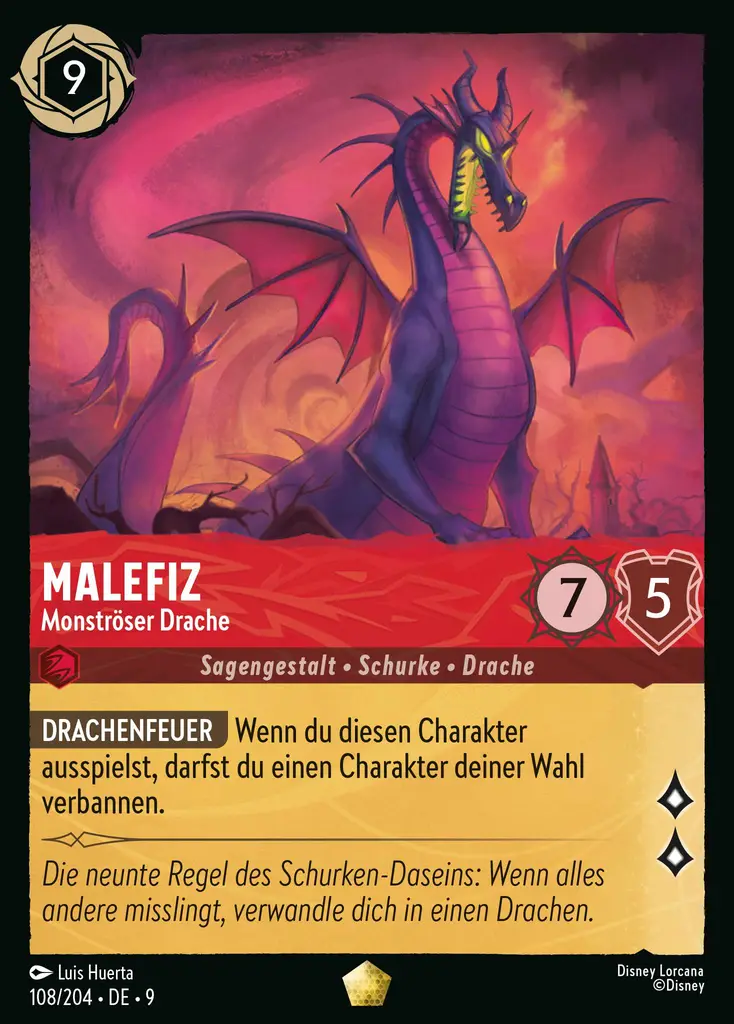 9
MALEFIZ
Monströser Drache
7
5
Sagengestalt • Schurke • Drache
DRACHENFEUER Wenn du diesen Charakter
ausspielst, darfst du einen Charakter deiner Wahl
verbannen.
Die neunte Regel des Schurken-Daseins: Wenn alles
andere misslingt, verwandle dich in einen Drachen.
Luis Huerta
108/204 • DE • 9
Disney Lorcana
©Disney